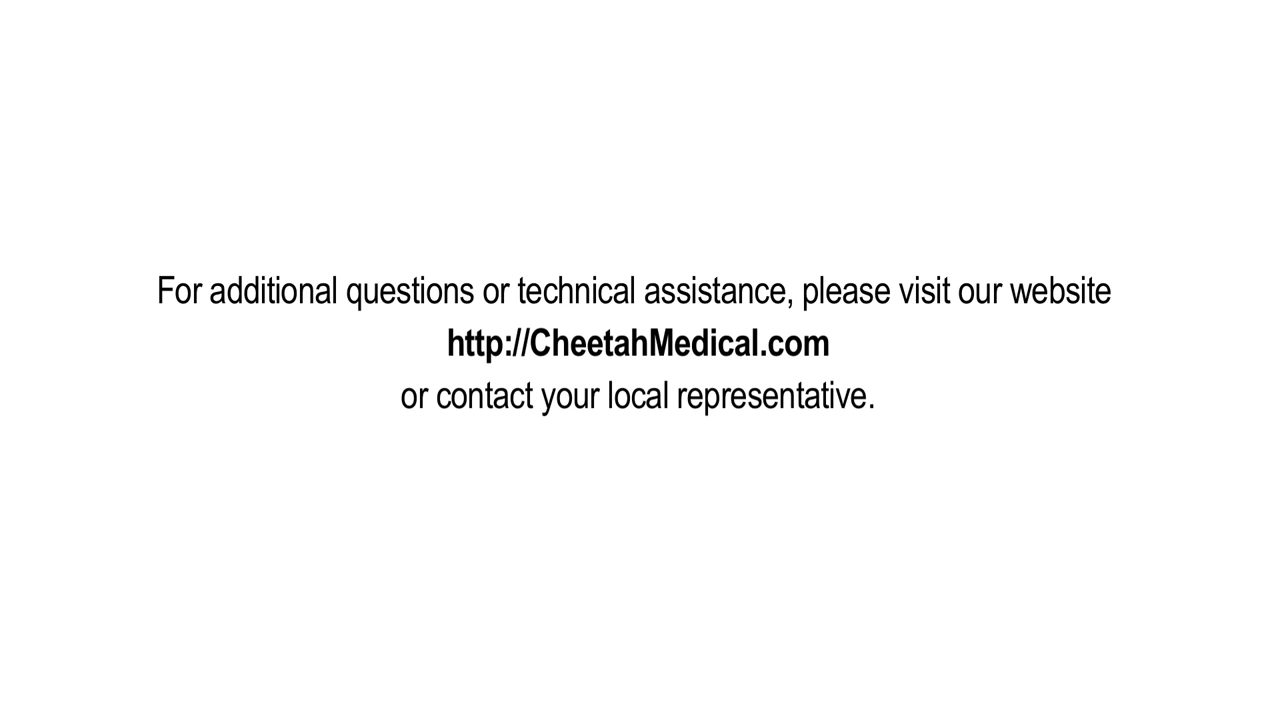 For additional questions or technical assistance, please visit our website
http://CheetahMedical.com
or contact your local representative.